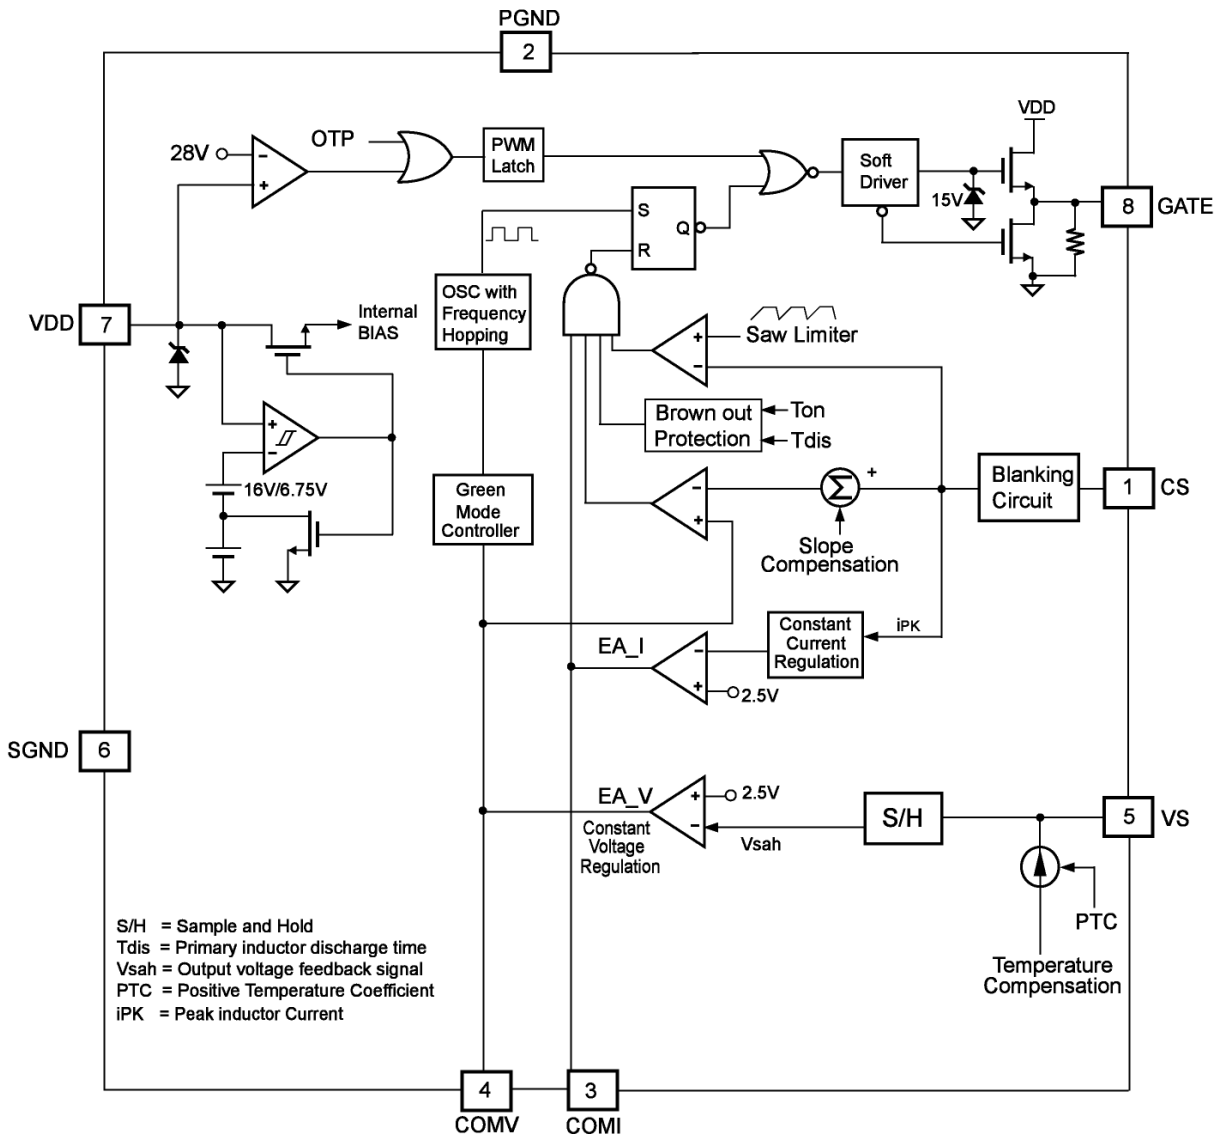 PGND
2
VDD
OTP
28V
−
+
PWM
Latch
Soft
Driver
15V
8
GATE
S
Q
R
OSC with
Frequency
Hopping
VDD
7
Internal
BIAS
+
−
Saw Limiter
Brown out
Protection
Ton
Tdis
+
−
16V/6.75V
Green
Mode
Controller
−
+
Σ
+
Slope
Compensation
Blanking
Circuit
1
CS
EA_I
−
+
2.5V
Constant
Current
Regulation
iPK
SGND
6
EA_V
Constant
Voltage
Regulation
+
−
2.5V
Vsah
S/H
5
VS
PTC
Temperature
Compensation
S/H = Sample and Hold
Tdis = Primary inductor discharge time
Vsah = Output voltage feedback signal
PTC = Positive Temperature Coefficient
iPK = Peak inductor Current
4
COMV
3
COMI